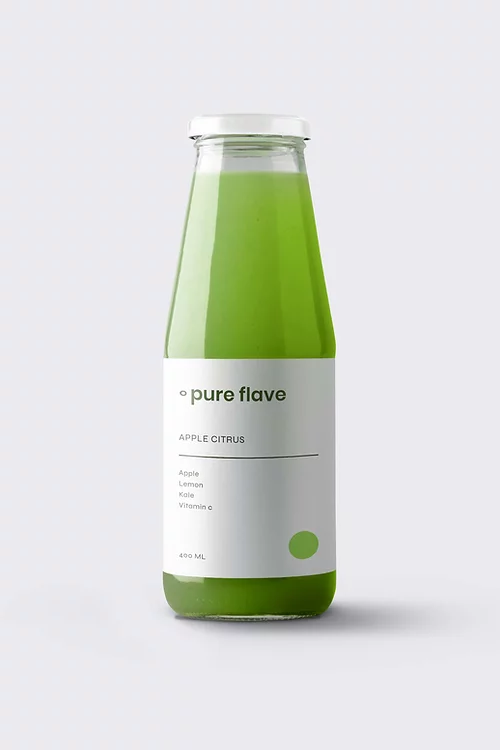 pure flave
APPLE CITRUS
Apple
Lemon
Kale
Vitamin c
400 ML